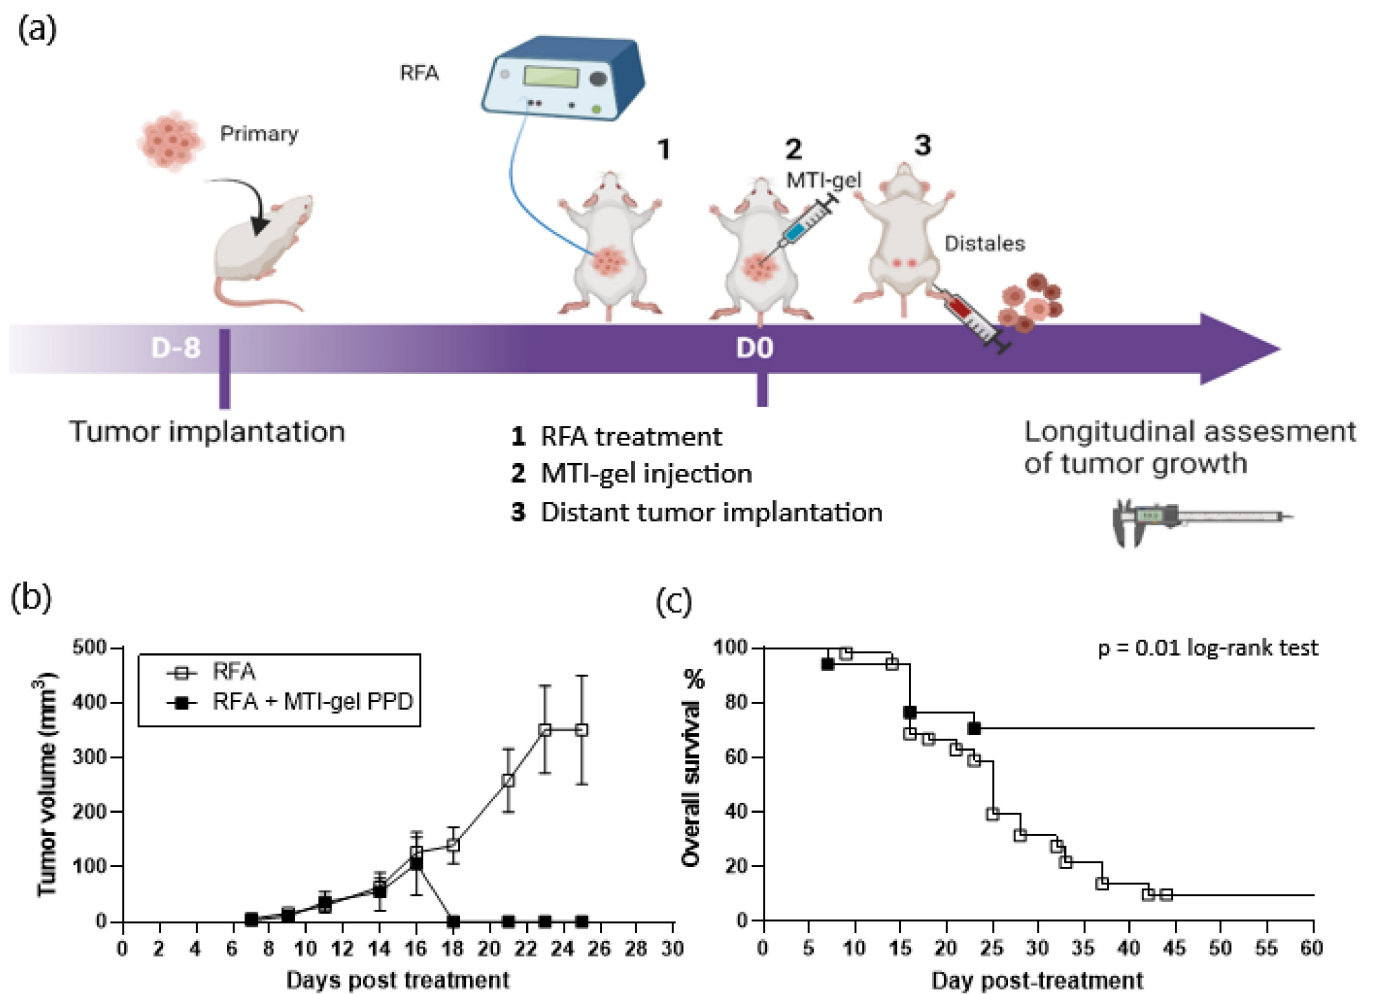 (a)
RFA
Primary
1
2
3
MTI-gel
Distales
D-8
D0
Tumor implantation
1 RFA treatment
2 MTI-gel injection
3 Distant tumor implantation
Longitudinal assesment
of tumor growth
(b)
Tumor volume (mm³)
500
400
300
200
100
0
RFA
RFA + MTI-gel PPD
0 2 4 6 8 10 12 14 16 18 20 22 24 26 28 30
Days post treatment
(c)
Overall survival %
100
80
60
40
20
0
p = 0.01 log-rank test
0 5 10 15 20 25 30 35 40 45 50 55 60
Day post-treatment